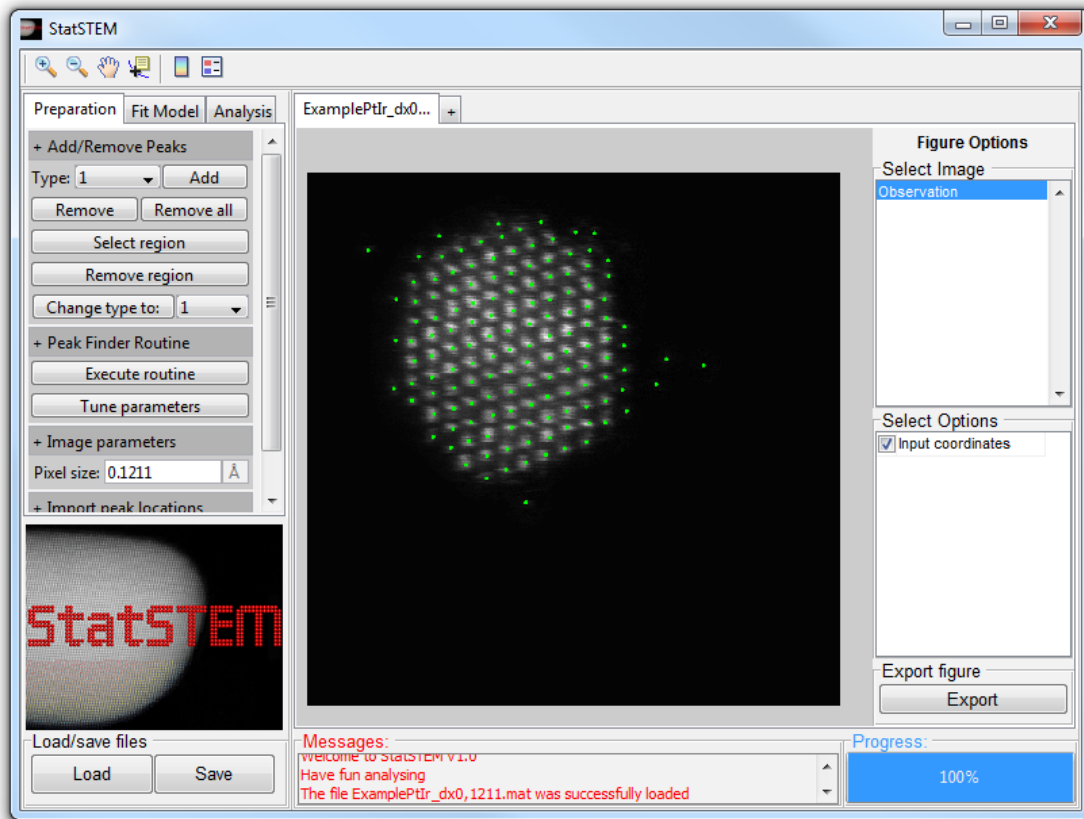 StatSTEM
Preparation Fit Model Analysis
+ Add/Remove Peaks
Type: 1 Add
Remove Remove all
Select region
Remove region
Change type to: 1
+ Peak Finder Routine
Execute routine
Tune parameters
+ Image parameters
Pixel size: 0.1211 Å
+ Import peak locations
StatSTEM
Load/save files
Load Save
ExamplePtIr_dx0... +
Messages:
Welcome to StatSTEM v1.0
Have fun analysing
The file ExamplePtIr_dx0,1211.mat was successfully loaded
Figure Options
Select Image
Observation
Select Options
Input coordinates
Export figure
Export
Progress:
100%